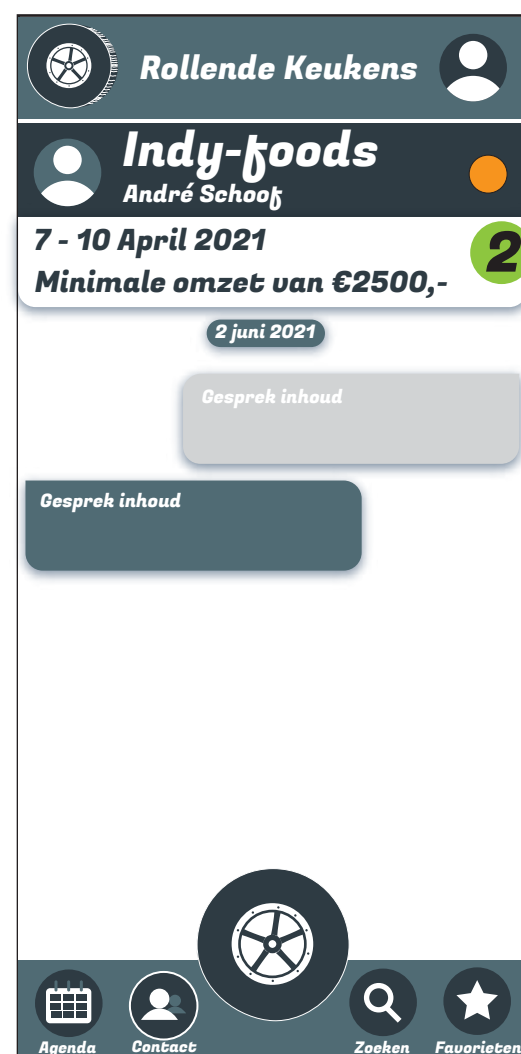 Rollende Keukens
Indy-foods
André Schoof
7 - 10 April 2021
Minimale omzet van €2500,-
2
2 juni 2021
Gesprek inhoud
Gesprek inhoud
Agenda
Contact
Zoeken
Favorieten